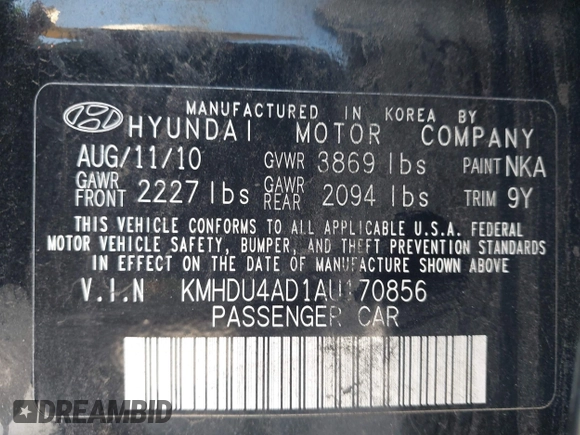 MANUFACTURED IN KOREA BY
HYUNDAI MOTOR COMPANY
AUG/11/10 GVWR 3869 lbs PAINT NKA
GAWR FRONT 2227 lbs GAWR REAR 2094 lbs TRIM 9Y
THIS VEHICLE CONFORMS TO ALL APPLICABLE U.S.A. FEDERAL
MOTOR VEHICLE SAFETY, BUMPER, AND THEFT PREVENTION STANDARDS
IN EFFECT ON THE DATE OF MANUFACTURE SHOWN ABOVE
V.I.N KMHDU4AD1AU170856
PASSENGER CAR
DREAMBID